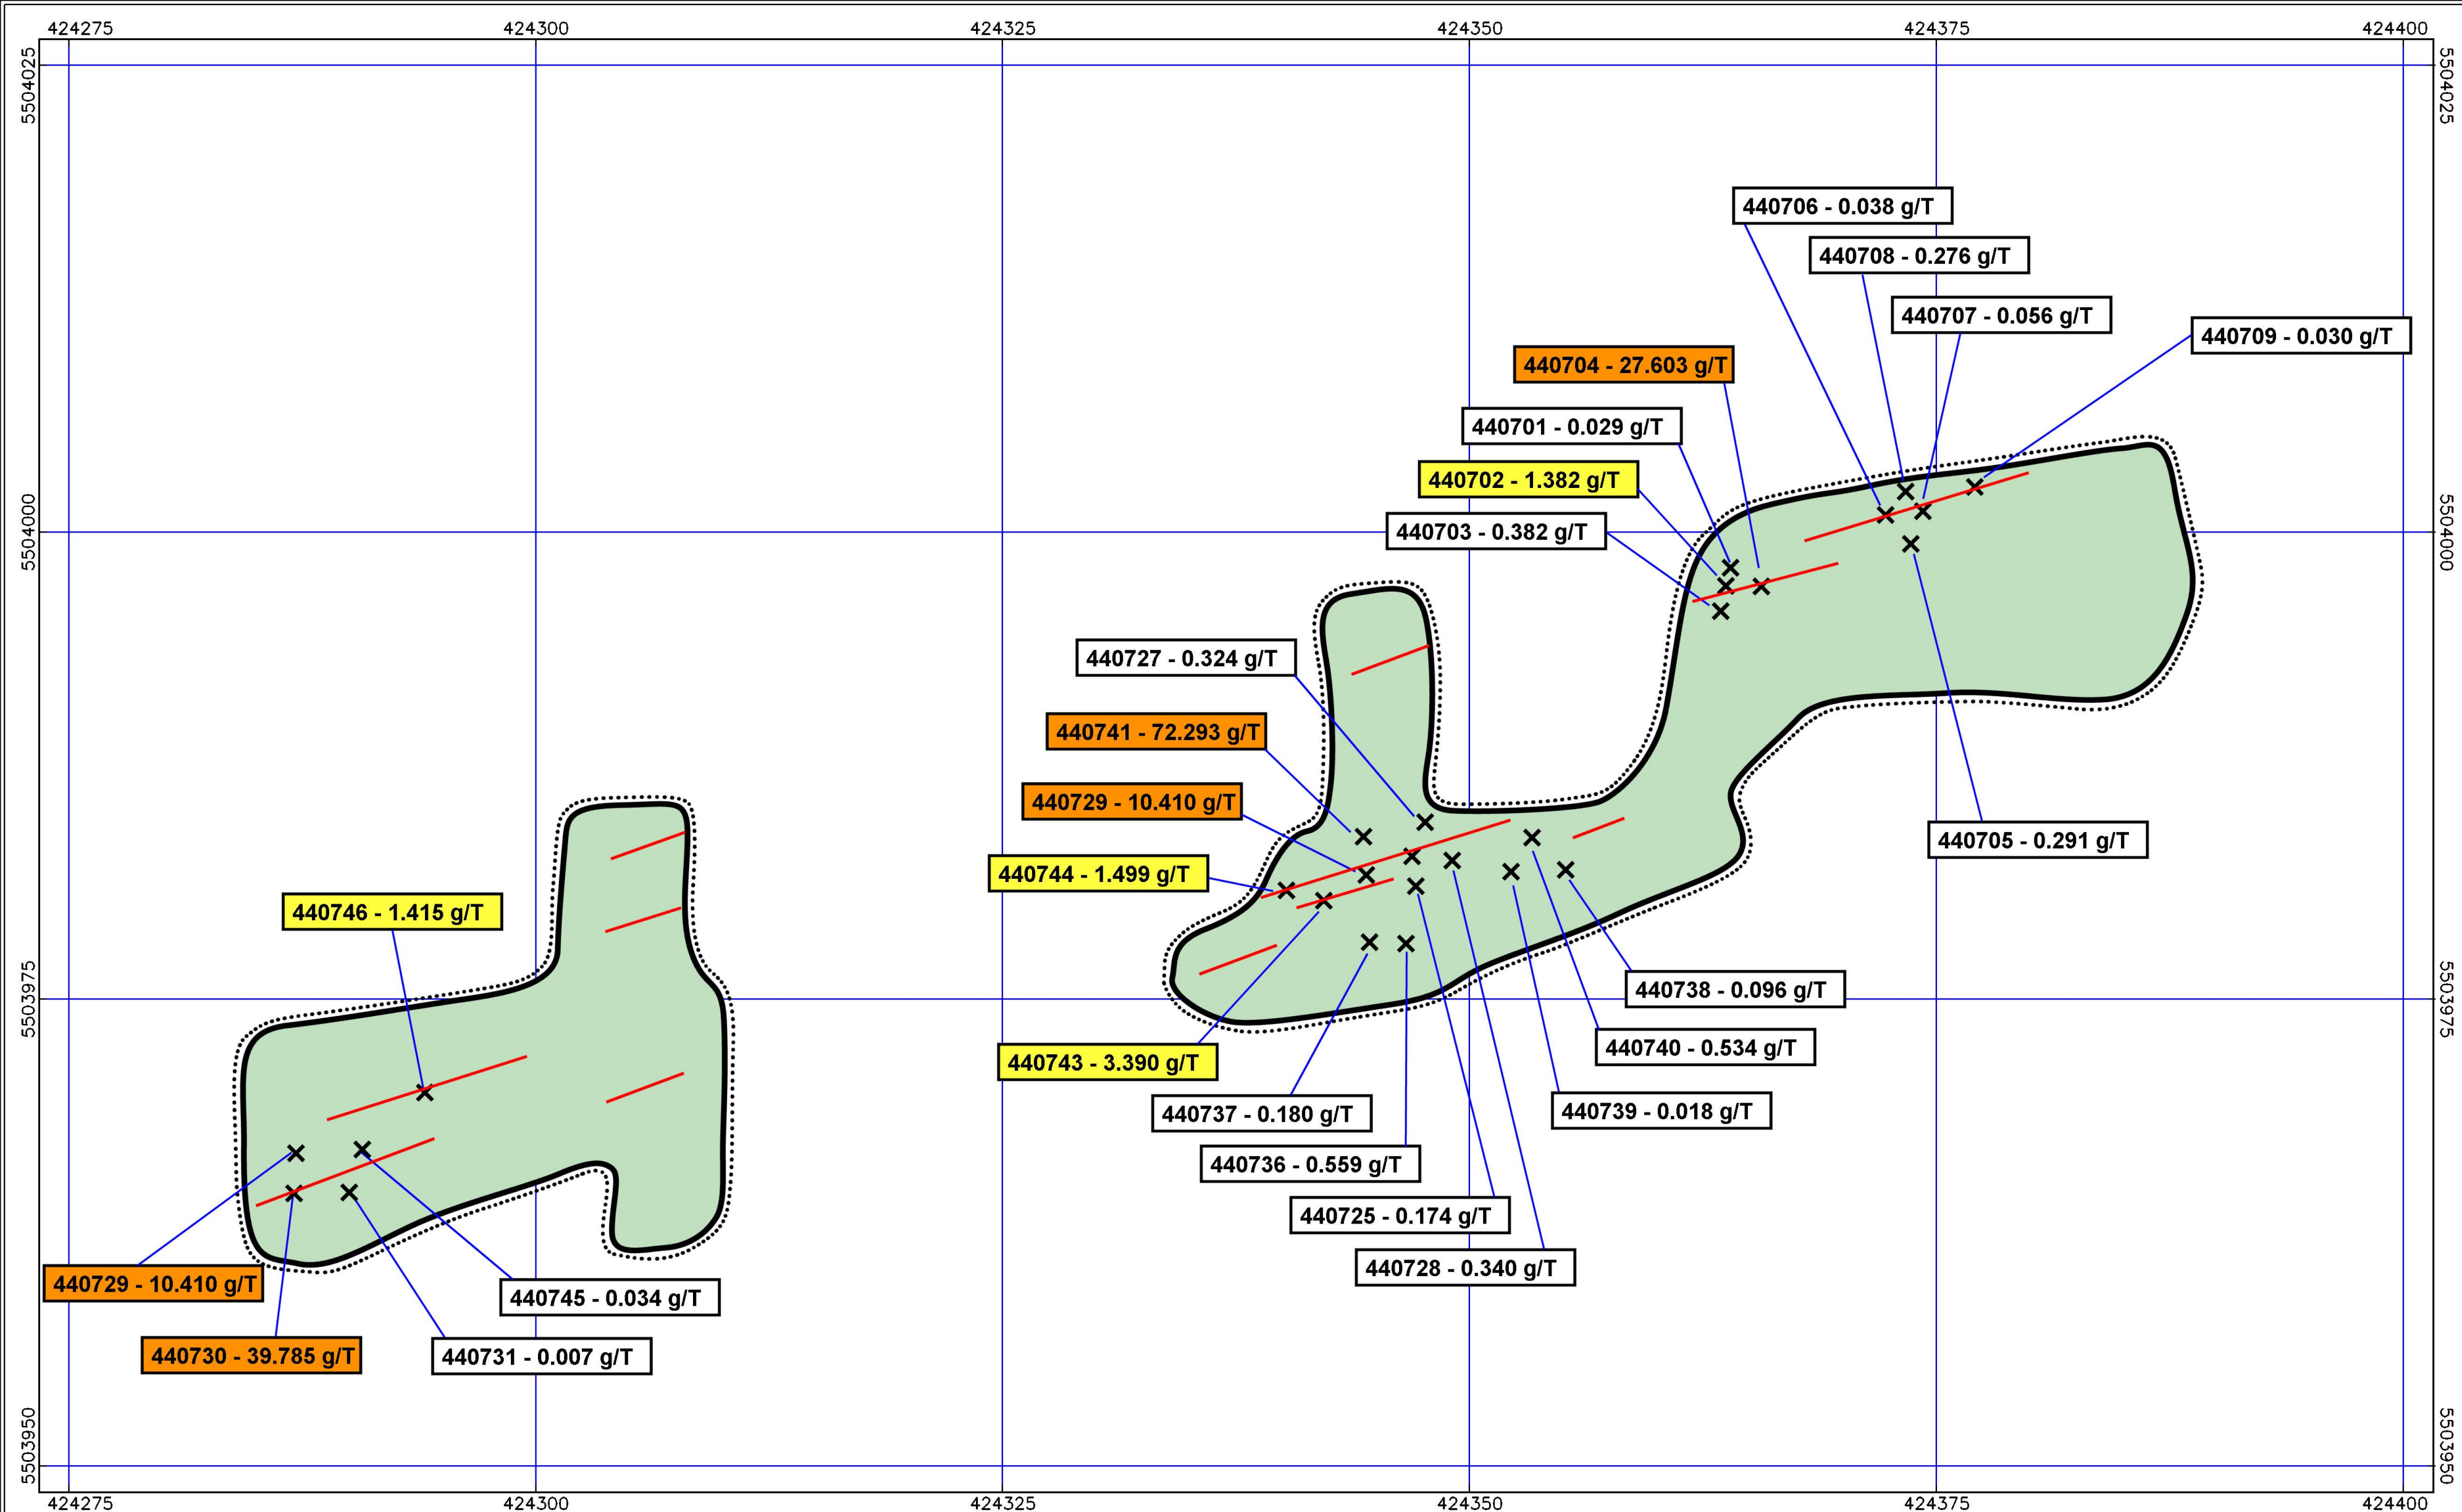 424275
424300
424325
424350
424375
424400
5504025
5504025
440706 - 0.038 g/T
440708 - 0.276 g/T
440707 - 0.056 g/T
440709 - 0.030 g/T
440704 - 27.603 g/T
440701 - 0.029 g/T
440702 - 1.382 g/T
440703 - 0.382 g/T
5504000
5504000
440727 - 0.324 g/T
440741 - 72.293 g/T
440729 - 10.410 g/T
440705 - 0.291 g/T
440744 - 1.499 g/T
440746 - 1.415 g/T
5503975
5503975
440738 - 0.096 g/T
440740 - 0.534 g/T
440743 - 3.390 g/T
440739 - 0.018 g/T
440737 - 0.180 g/T
440736 - 0.559 g/T
440725 - 0.174 g/T
440728 - 0.340 g/T
440729 - 10.410 g/T
440745 - 0.034 g/T
440730 - 39.785 g/T
440731 - 0.007 g/T
5503950
5503950
424275
424300
424325
424350
424375
424400